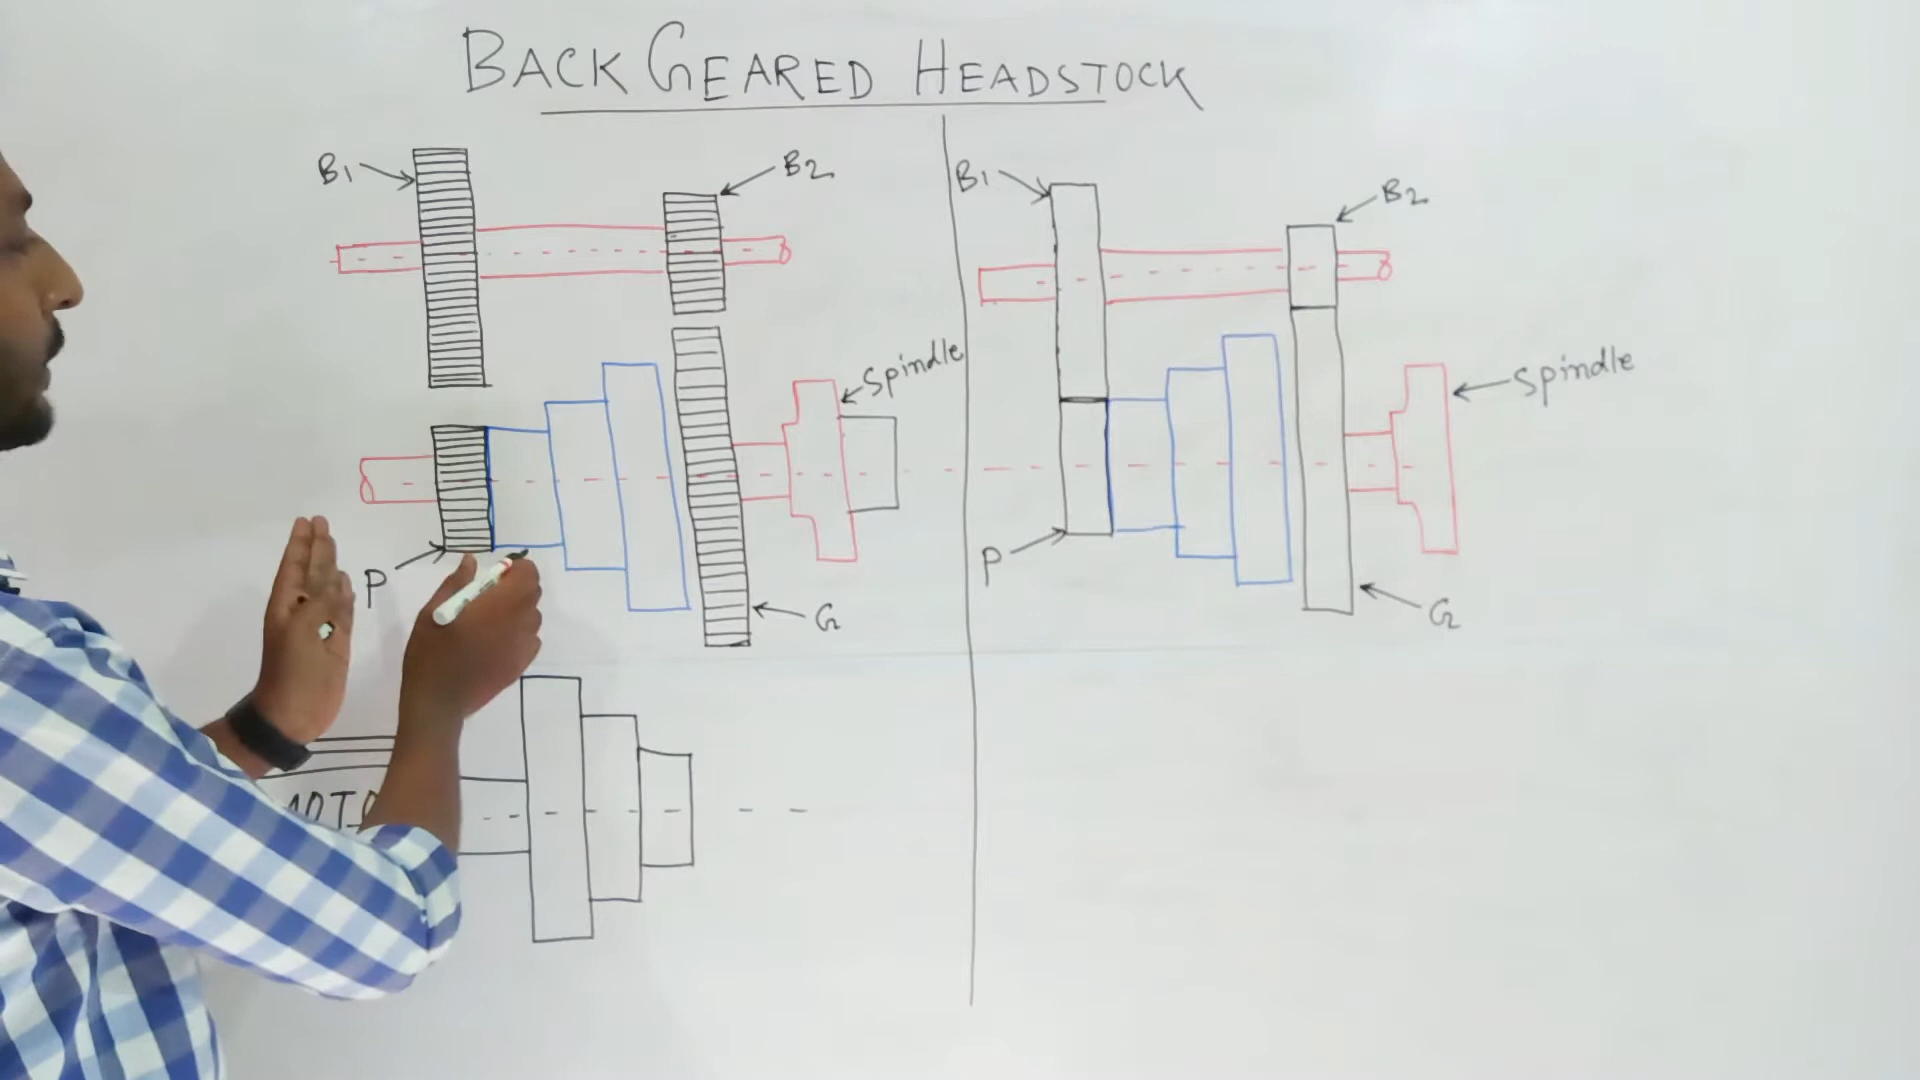 BACK GEARED HEADSTOCK
B1
B2
Spindle
P
G
B1
B2
Spindle
P
G